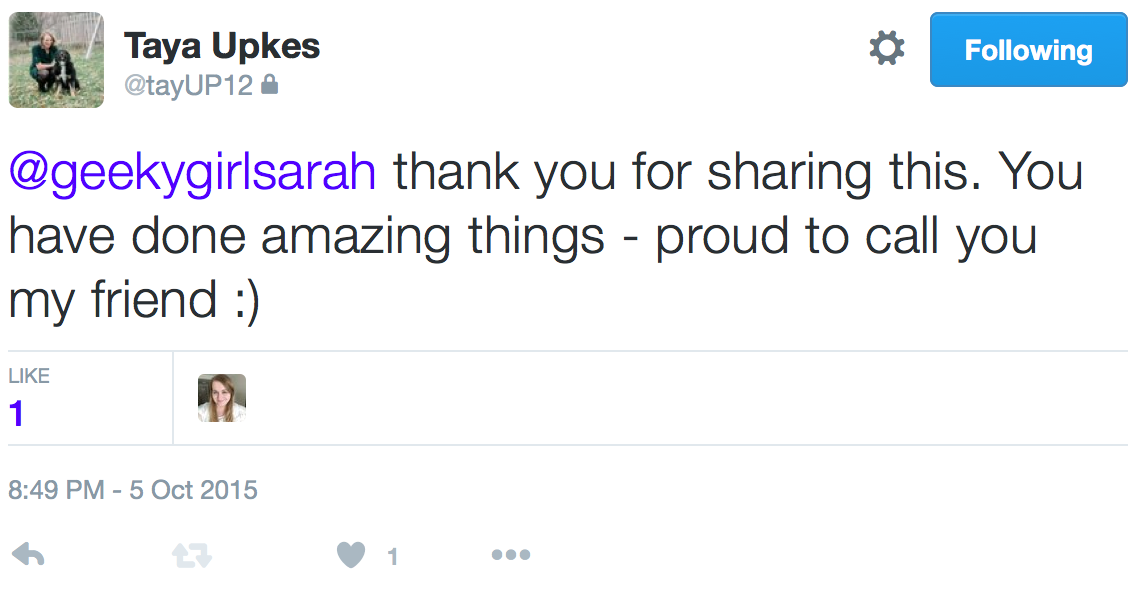 Taya Upkes
@tayUP12
Following
@geekygirlsarah thank you for sharing this. You
have done amazing things - proud to call you
my friend :)
LIKE
1
8:49 PM - 5 Oct 2015
1